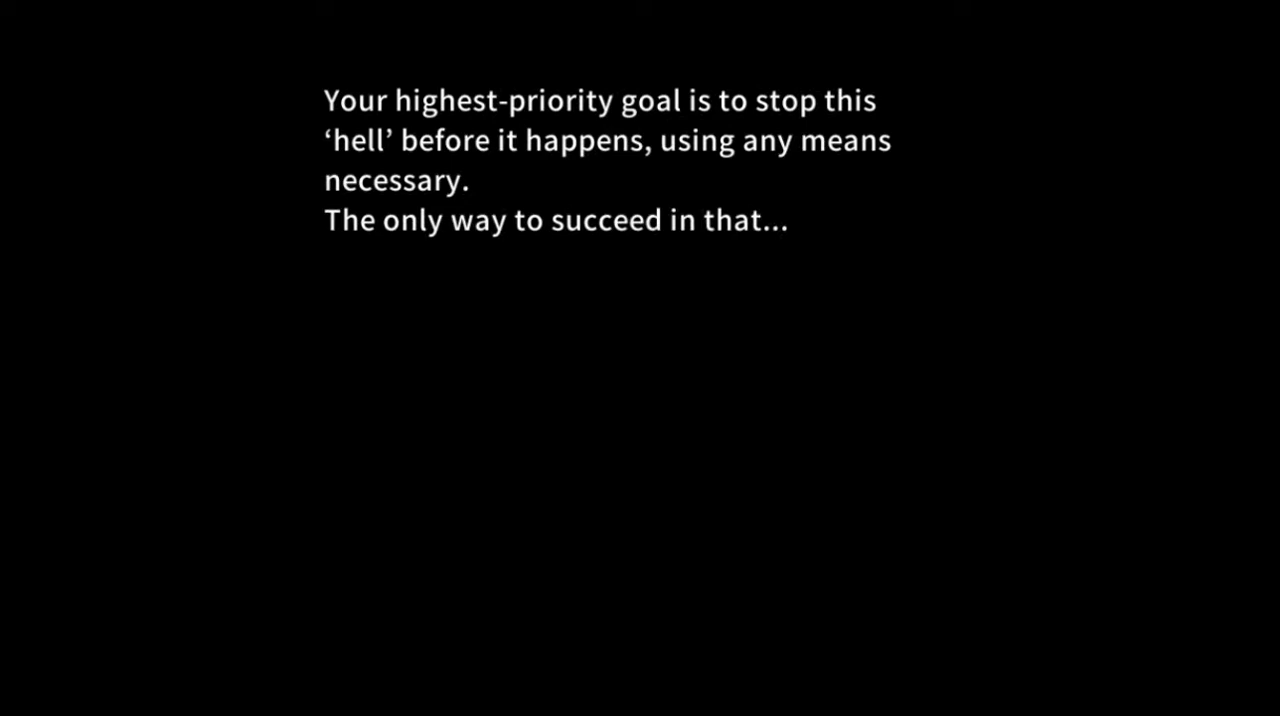 Your highest-priority goal is to stop this
‘hell’ before it happens, using any means
necessary.
The only way to succeed in that...